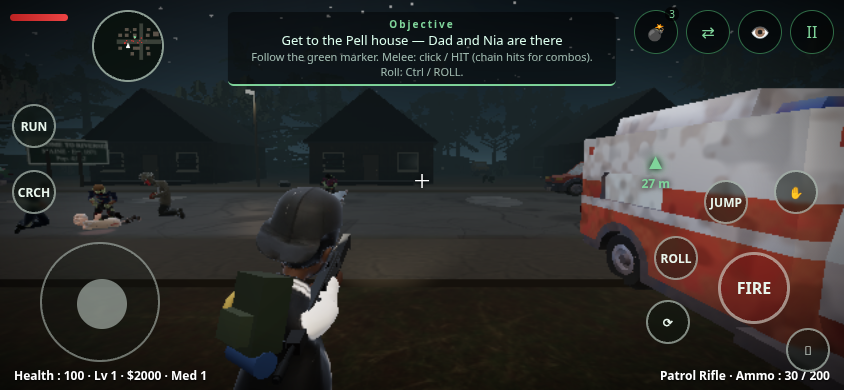 Objective
Get to the Pell house — Dad and Nia are there
Follow the green marker. Melee: click / HIT (chain hits for combos).
Roll: Ctrl / ROLL.
3
II
RUN
CRCH
27 m
JUMP
ROLL
FIRE
Health : 100 · Lv 1 · $2000 · Med 1
Patrol Rifle · Ammo : 30 / 200